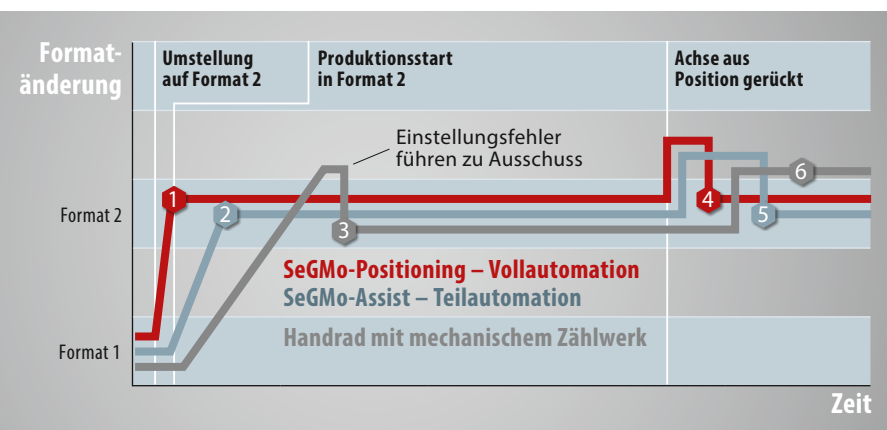 Format-
änderung
Umstellung
auf Format 2
Produktionsstart
in Format 2
Achse aus
Position gerückt
Einstellungsfehler
führen zu Ausschuss
Format 2
1
2
3
4
5
6
SeGMo-Positioning – Vollautomation
SeGMo-Assist – Teilautomation
Handrad mit mechanischem Zählwerk
Format 1
Zeit